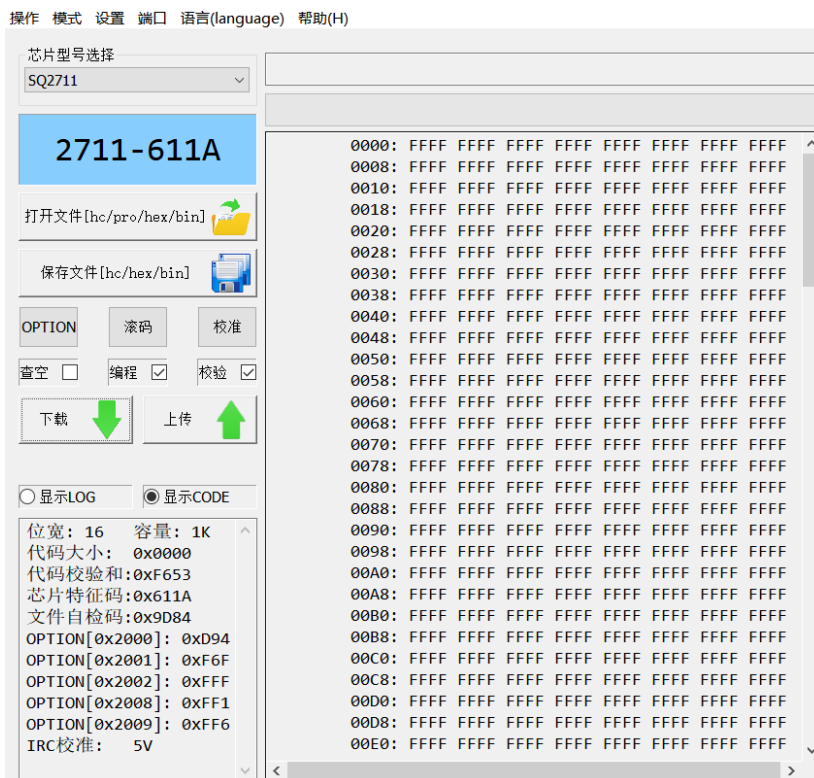 操作 模式 设置 端口 语言(language) 帮助(H)
芯片型号选择
SQ2711
2711-611A
打开文件[hc/pro/hex/bin]
保存文件[hc/hex/bin]
OPTION 滚码 校准
查空 编程 校验
下载 上传
显示LOG 显示CODE
位宽: 16 容量: 1K
代码大小: 0x0000
代码校验和:0xF653
芯片特征码:0x611A
文件自检码:0x9D84
OPTION[0x2000]: 0xD94
OPTION[0x2001]: 0xF6F
OPTION[0x2002]: 0xFFF
OPTION[0x2008]: 0xFF1
OPTION[0x2009]: 0xFF6
IRC校准: 5V
0000: FFFF FFFF FFFF FFFF FFFF FFFF FFFF FFFF
0008: FFFF FFFF FFFF FFFF FFFF FFFF FFFF FFFF
0010: FFFF FFFF FFFF FFFF FFFF FFFF FFFF FFFF
0018: FFFF FFFF FFFF FFFF FFFF FFFF FFFF FFFF
0020: FFFF FFFF FFFF FFFF FFFF FFFF FFFF FFFF
0028: FFFF FFFF FFFF FFFF FFFF FFFF FFFF FFFF
0030: FFFF FFFF FFFF FFFF FFFF FFFF FFFF FFFF
0038: FFFF FFFF FFFF FFFF FFFF FFFF FFFF FFFF
0040: FFFF FFFF FFFF FFFF FFFF FFFF FFFF FFFF
0048: FFFF FFFF FFFF FFFF FFFF FFFF FFFF FFFF
0050: FFFF FFFF FFFF FFFF FFFF FFFF FFFF FFFF
0058: FFFF FFFF FFFF FFFF FFFF FFFF FFFF FFFF
0060: FFFF FFFF FFFF FFFF FFFF FFFF FFFF FFFF
0068: FFFF FFFF FFFF FFFF FFFF FFFF FFFF FFFF
0070: FFFF FFFF FFFF FFFF FFFF FFFF FFFF FFFF
0078: FFFF FFFF FFFF FFFF FFFF FFFF FFFF FFFF
0080: FFFF FFFF FFFF FFFF FFFF FFFF FFFF FFFF
0088: FFFF FFFF FFFF FFFF FFFF FFFF FFFF FFFF
0090: FFFF FFFF FFFF FFFF FFFF FFFF FFFF FFFF
0098: FFFF FFFF FFFF FFFF FFFF FFFF FFFF FFFF
00A0: FFFF FFFF FFFF FFFF FFFF FFFF FFFF FFFF
00A8: FFFF FFFF FFFF FFFF FFFF FFFF FFFF FFFF
00B0: FFFF FFFF FFFF FFFF FFFF FFFF FFFF FFFF
00B8: FFFF FFFF FFFF FFFF FFFF FFFF FFFF FFFF
00C0: FFFF FFFF FFFF FFFF FFFF FFFF FFFF FFFF
00C8: FFFF FFFF FFFF FFFF FFFF FFFF FFFF FFFF
00D0: FFFF FFFF FFFF FFFF FFFF FFFF FFFF FFFF
00D8: FFFF FFFF FFFF FFFF FFFF FFFF FFFF FFFF
00E0: FFFF FFFF FFFF FFFF FFFF FFFF FFFF FFFF